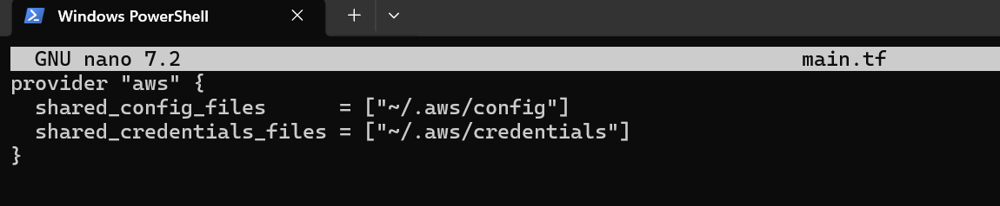 Windows PowerShell
GNU nano 7.2 main.tf
provider "aws" {
  shared_config_files      = ["~/.aws/config"]
  shared_credentials_files = ["~/.aws/credentials"]
}